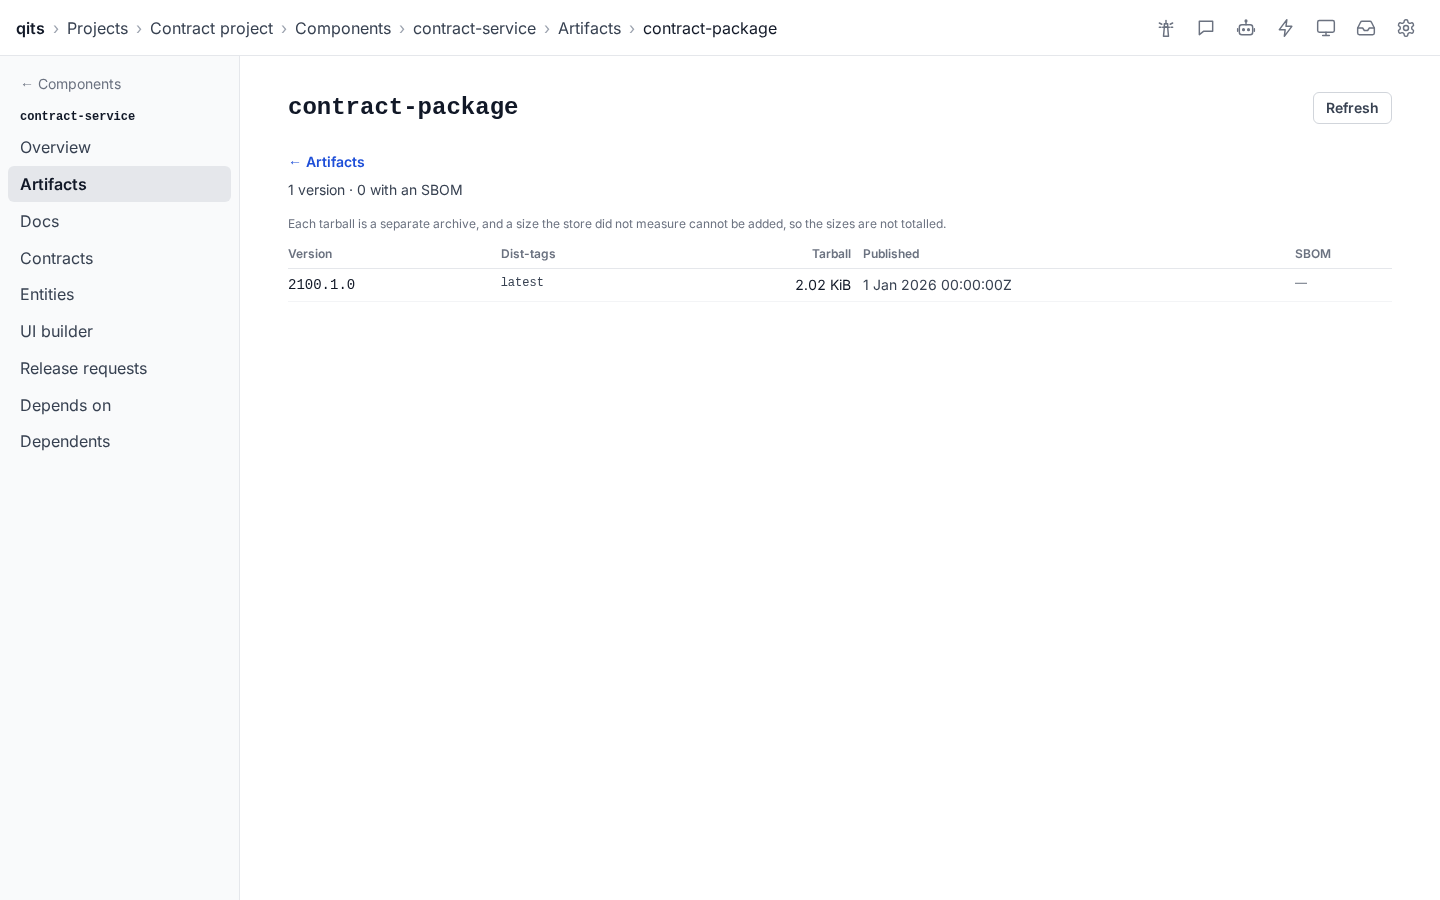 qits › Projects › Contract project › Components › contract-service › Artifacts › contract-package
← Components
contract-service
Overview
Artifacts
Docs
Contracts
Entities
UI builder
Release requests
Depends on
Dependents
contract-package
Refresh
← Artifacts
1 version · 0 with an SBOM
Each tarball is a separate archive, and a size the store did not measure cannot be added, so the sizes are not totalled.
Version Dist-tags Tarball Published SBOM
2100.1.0 latest 2.02 KiB 1 Jan 2026 00:00:00Z —